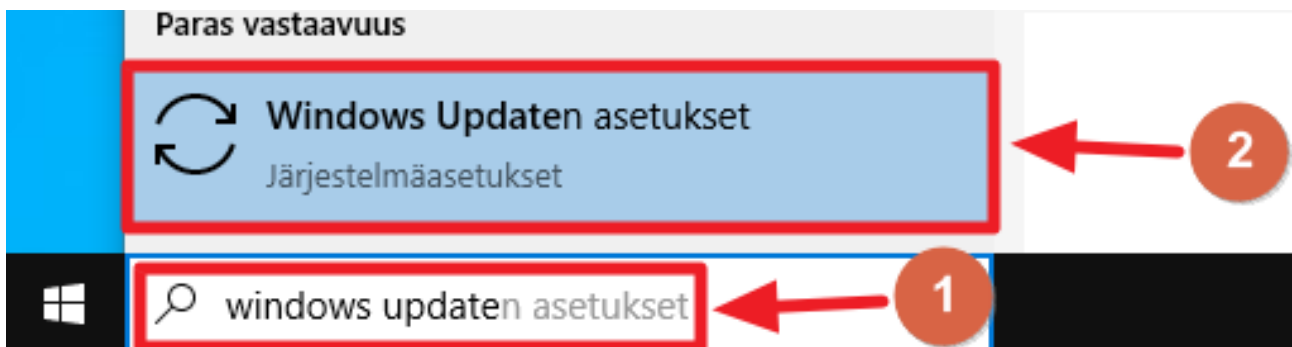 Paras vastaavuus
Windows Updaten asetukset
Järjestelmäasetukset
2
windows updaten asetukset
1